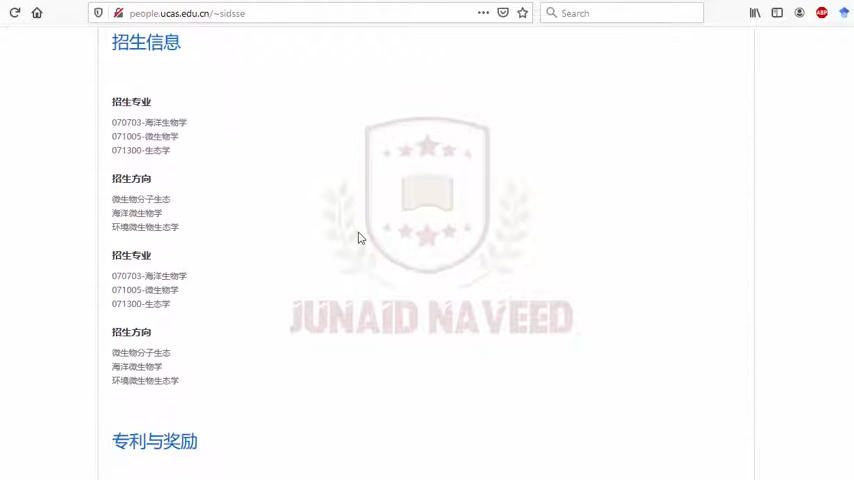 people.ucas.edu.cn/~sidsse
Search
ABP
招生信息
招生专业
070703-海洋生物学
071005-微生物学
071300-生态学
招生方向
微生物分子生态
海洋微生物学
环境微生物生态学
招生专业
070703-海洋生物学
071005-微生物学
071300-生态学
招生方向
微生物分子生态
海洋微生物学
环境微生物生态学
JUNAID NAVEED
专利与奖励